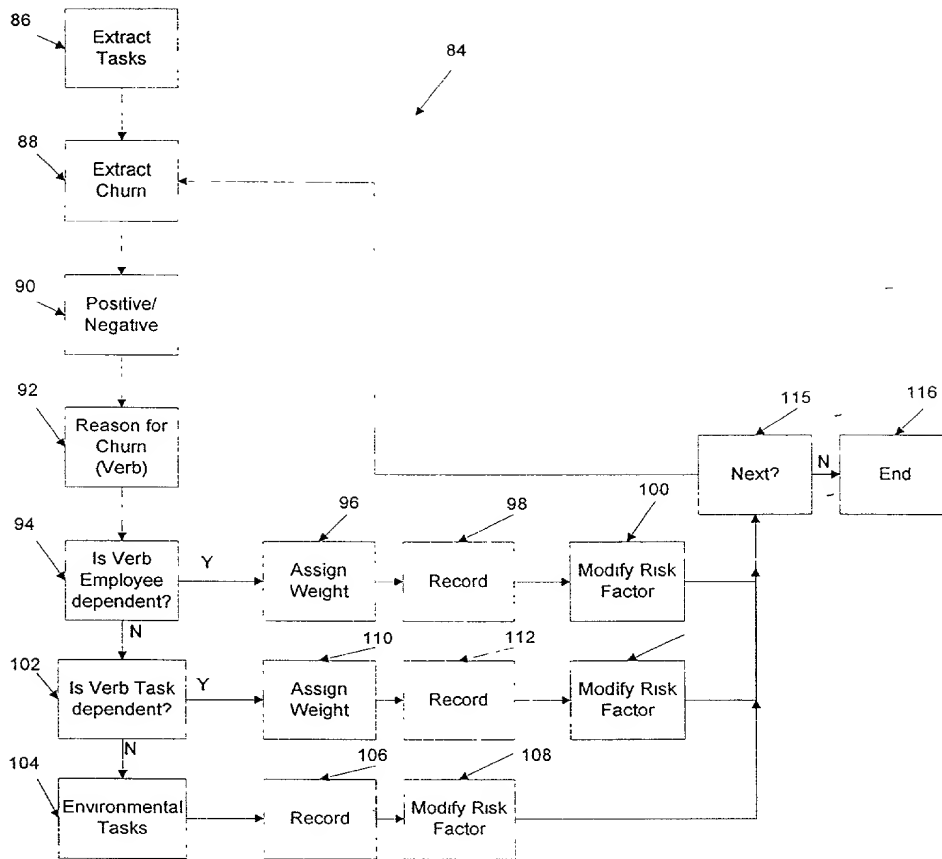 86
Extract
Tasks
84
88
Extract
Churn
90
Positive/
Negative
92
Reason for
Churn
(Verb)
115
116
Next?
N
End
94
Is Verb
Employee
dependent?
Y
96
Assign
Weight
98
Record
100
Modify Risk
Factor
N
102
Is Verb Task
dependent?
Y
110
Assign
Weight
112
Record
Modify Risk
Factor
N
104
Environmental
Tasks
106
Record
108
Modify Risk
Factor